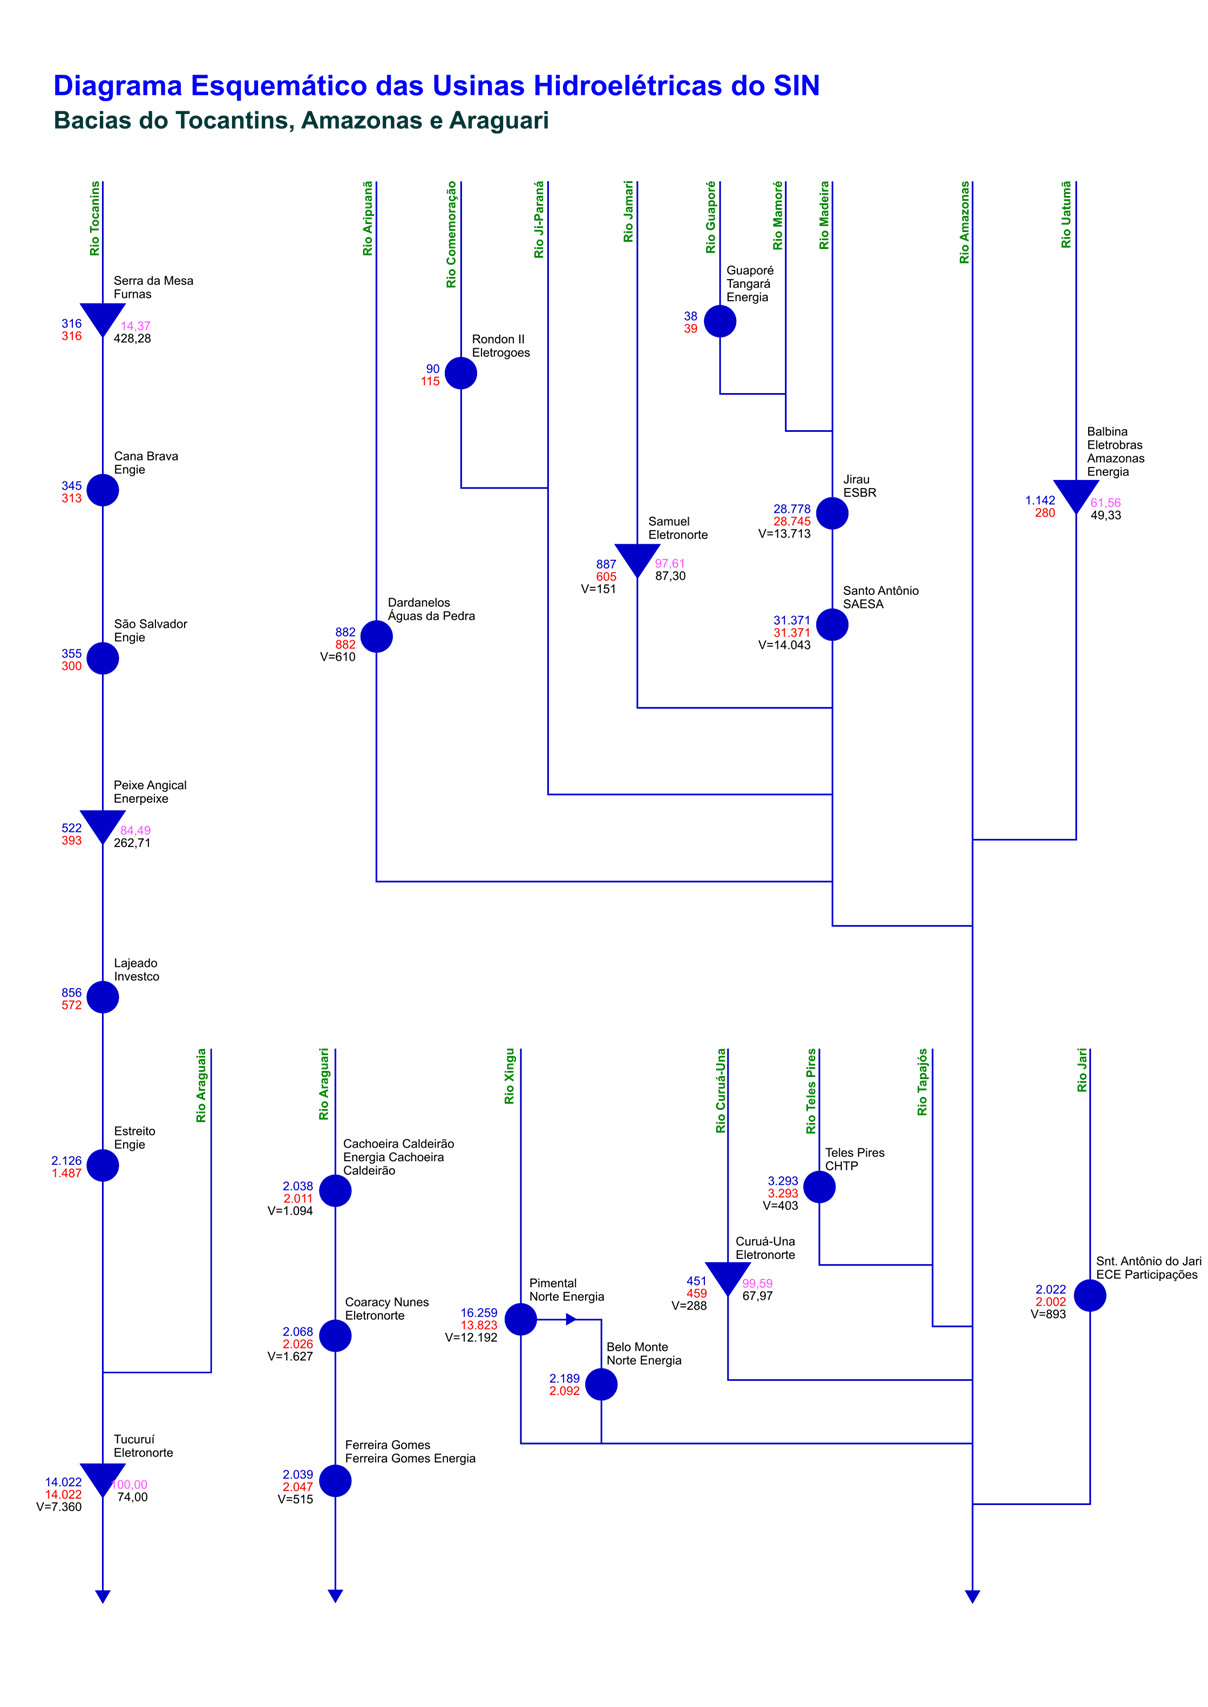 Diagrama Esquemático das Usinas Hidroelétricas do SIN
Bacias do Tocantins, Amazonas e Araguari
Rio Tocanins
Rio Aripuanã
Rio Comemoração
Rio Ji-Paraná
Rio Jamari
Rio Guaporé
Rio Mamoré
Rio Madeira
Rio Amazonas
Rio Uatumã
Serra da Mesa
Furnas
316
316
14,37
428,28
Guaporé
Tangará
Energia
38
39
Rondon II
Eletrogoes
90
115
Cana Brava
Engie
345
313
Balbina
Eletrobras
Amazonas
Energia
1.142
280
61,56
49,33
Jirau
ESBR
28.778
28.745
V=13.713
Samuel
Eletronorte
887
605
V=151
97,61
87,30
Santo Antônio
SAESA
31.371
31.371
V=14.043
Dardanelos
Águas da Pedra
882
882
V=610
São Salvador
Engie
355
300
Peixe Angical
Enerpeixe
522
393
84,49
262,71
Lajeado
Investco
856
572
Rio Araguaia
Rio Araguari
Rio Xingu
Rio Curuá-Una
Rio Teles Pires
Rio Tapajós
Rio Jari
Estreito
Engie
2.126
1.487
Cachoeira Caldeirão
Energia Cachoeira
Caldeirão
2.038
2.011
V=1.094
Teles Pires
CHTP
3.293
3.293
V=403
Curuá-Una
Eletronorte
451
459
V=288
99,59
67,97
Snt. Antônio do Jari
ECE Participações
2.022
2.002
V=893
Pimental
Norte Energia
16.259
13.823
V=12.192
Coaracy Nunes
Eletronorte
2.068
2.026
V=1.627
Belo Monte
Norte Energia
2.189
2.092
Tucuruí
Eletronorte
14.022
14.022
V=7.360
100,00
74,00
Ferreira Gomes
Ferreira Gomes Energia
2.039
2.047
V=515